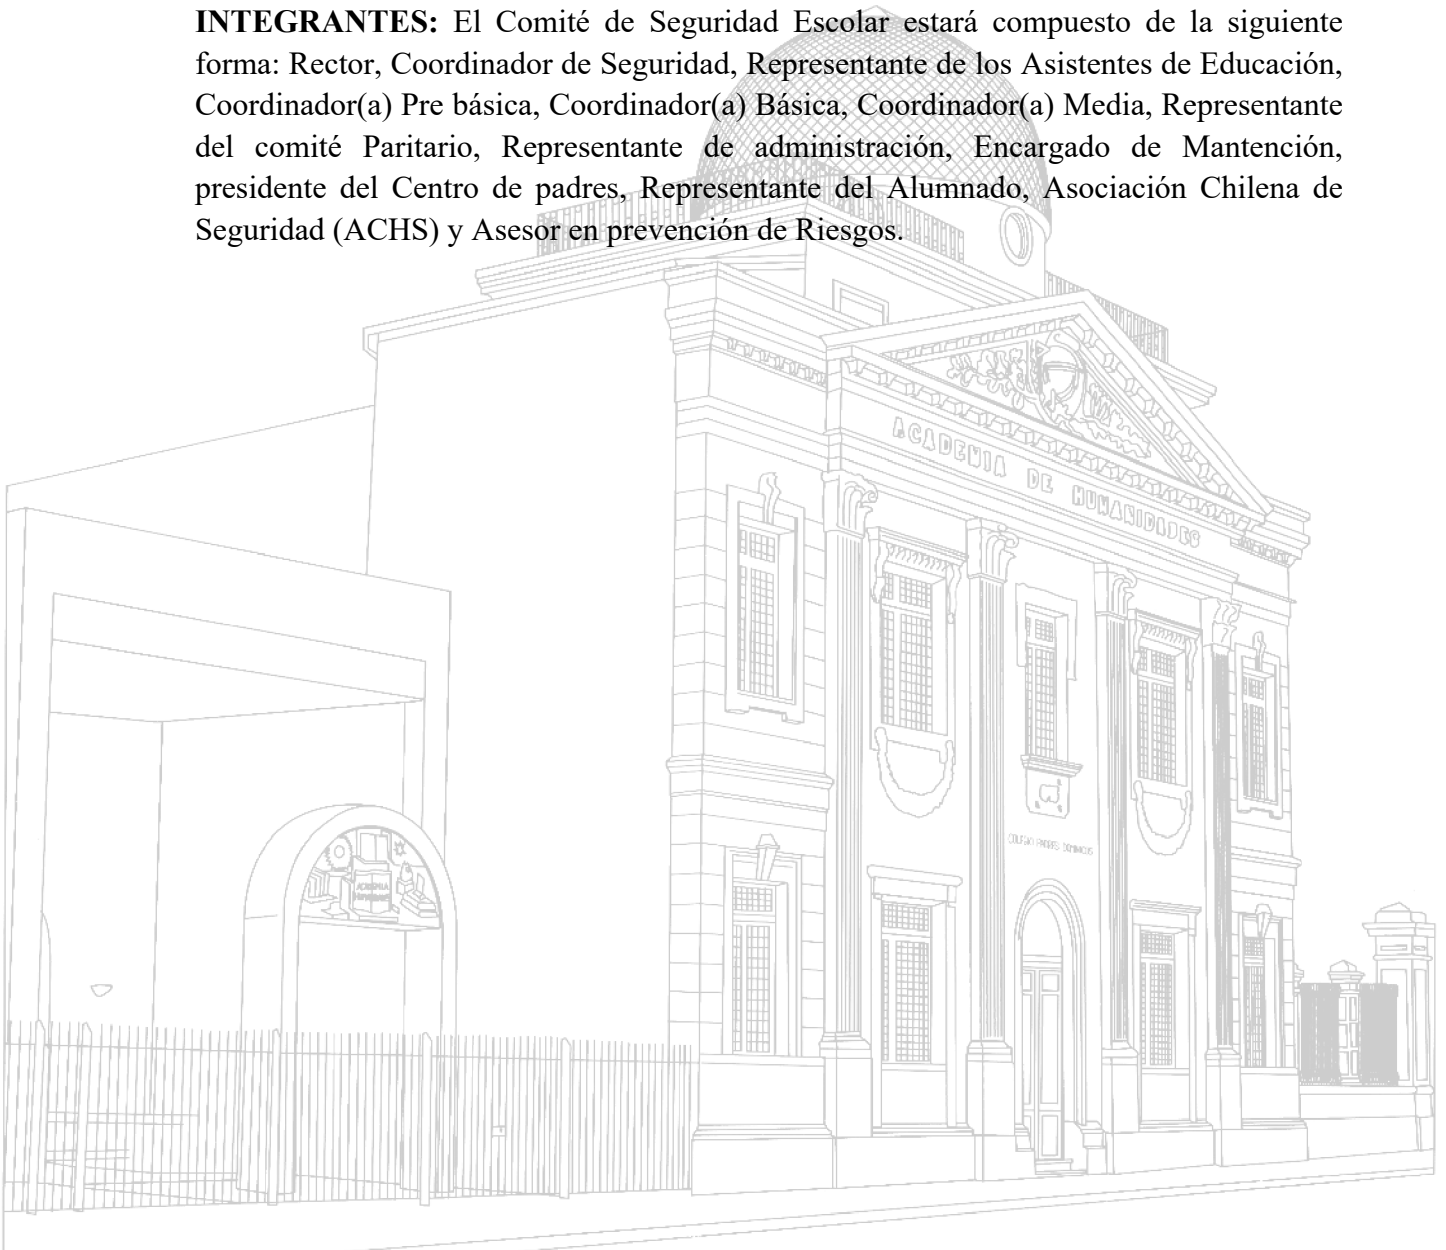 INTEGRANTES: El Comité de Seguridad Escolar estará compuesto de la siguiente
forma: Rector, Coordinador de Seguridad, Representante de los Asistentes de Educación,
Coordinador(a) Pre básica, Coordinador(a) Básica, Coordinador(a) Media, Representante
del comité Paritario, Representante de administración, Encargado de Mantención,
presidente del Centro de padres, Representante del Alumnado, Asociación Chilena de
Seguridad (ACHS) y Asesor en prevención de Riesgos.
ACADEMIA DE HUMANIDADES
COLEGIO PADRES DOMINICOS